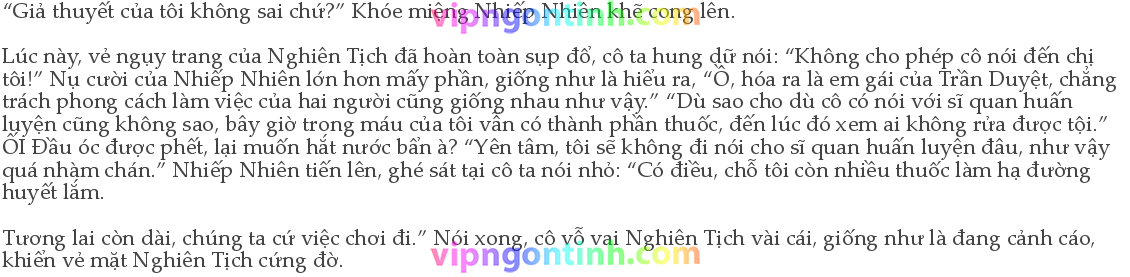 “Giả thuyết của tôi không sai chứ?” Khóe miệng Nhiếp Nhiên khẽ cong lên.
vipngontinh.com
Lúc này, vẻ ngụy trang của Nghiên Tịch đã hoàn toàn sụp đổ, cô ta hung dữ nói: “Không cho phép cô nói đến chị
tôi!” Nụ cười của Nhiếp Nhiên lớn hơn mấy phần, giống như là hiểu ra, “Ồ, hóa ra là em gái của Trần Duyệt, chẳng
trách phong cách làm việc của hai người cũng giống nhau như vậy.” “Dù sao cho dù cô có nói với sĩ quan huấn
luyện cũng không sao, bây giờ trong máu của tôi vẫn có thành phần thuốc, đến lúc đó xem ai không rửa được tội.”
Ối Đầu óc được phết, lại muốn hắt nước bẩn à? “Yên tâm, tôi sẽ không đi nói cho sĩ quan huấn luyện đâu, như vậy
quá nhàm chán.” Nhiếp Nhiên tiến lên, ghé sát tại cô ta nói nhỏ: “Có điều, chỗ tôi còn nhiều thuốc làm hạ đường
huyết lắm.
Tương lai còn dài, chúng ta cứ việc chơi đi.” Nói xong, cô vỗ vai Nghiên Tịch vài cái, giống như là đang cảnh cáo,
khiến vẻ mặt Nghiên Tịch cứng đờ.
vipngontinh.com